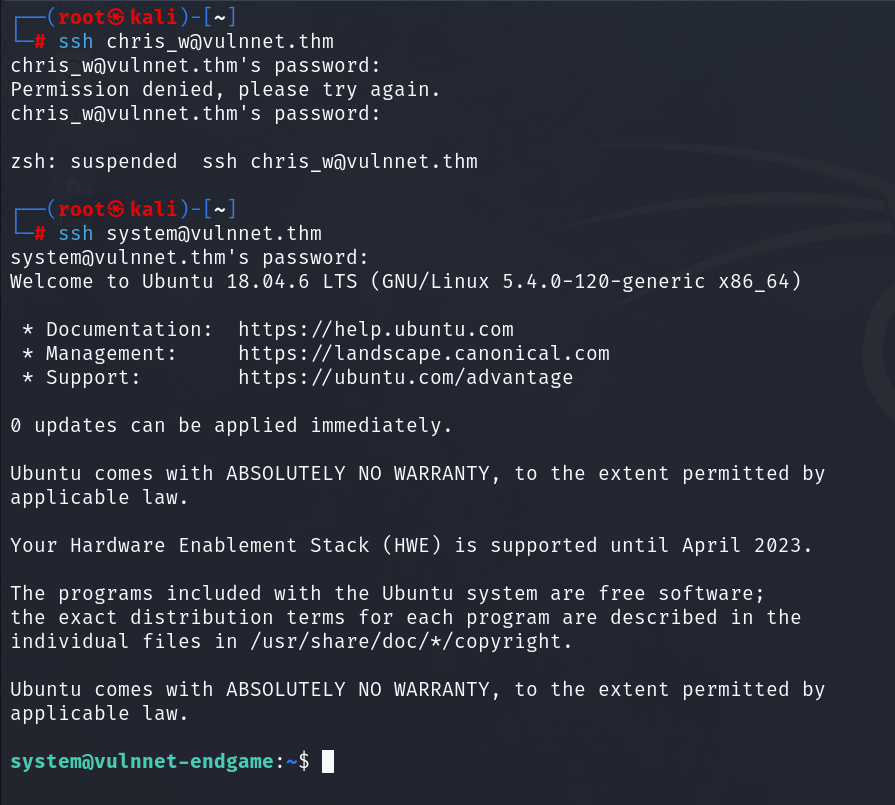 ┌──(root㉿kali)-[~]
└─# ssh chris_w@vulnnet.thm
chris_w@vulnnet.thm's password:
Permission denied, please try again.
chris_w@vulnnet.thm's password:

zsh: suspended  ssh chris_w@vulnnet.thm

┌──(root㉿kali)-[~]
└─# ssh system@vulnnet.thm
system@vulnnet.thm's password:
Welcome to Ubuntu 18.04.6 LTS (GNU/Linux 5.4.0-120-generic x86_64)

 * Documentation:  https://help.ubuntu.com
 * Management:     https://landscape.canonical.com
 * Support:        https://ubuntu.com/advantage

0 updates can be applied immediately.

Ubuntu comes with ABSOLUTELY NO WARRANTY, to the extent permitted by
applicable law.

Your Hardware Enablement Stack (HWE) is supported until April 2023.

The programs included with the Ubuntu system are free software;
the exact distribution terms for each program are described in the
individual files in /usr/share/doc/*/copyright.

Ubuntu comes with ABSOLUTELY NO WARRANTY, to the extent permitted by
applicable law.

system@vulnnet-endgame:~$